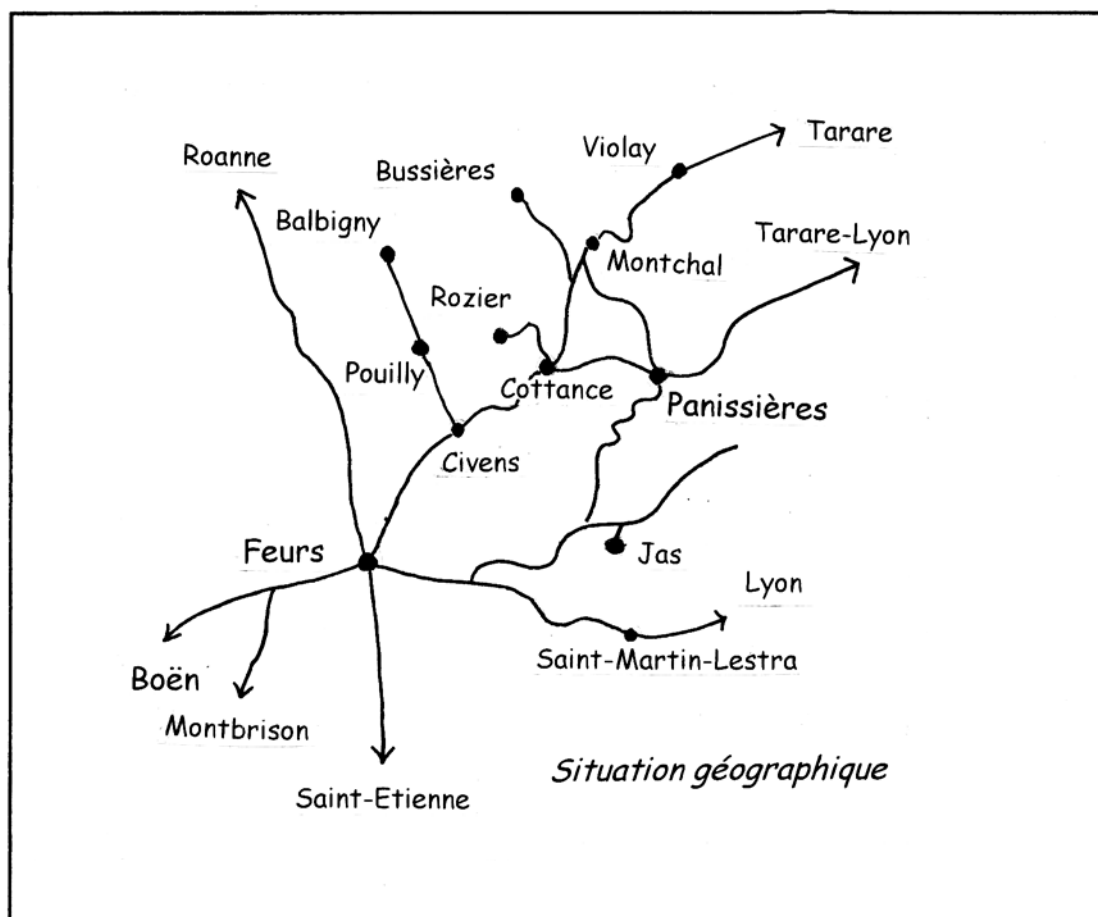 Tarare
Violay
Roanne
Bussières
Balbigny
Tarare-Lyon
Montchal
Rozier
Pouilly
Cottance
Panissières
Civens
Feurs
Jas
Lyon
Saint-Martin-Lestra
Boën
Montbrison
Situation géographique
Saint-Etienne